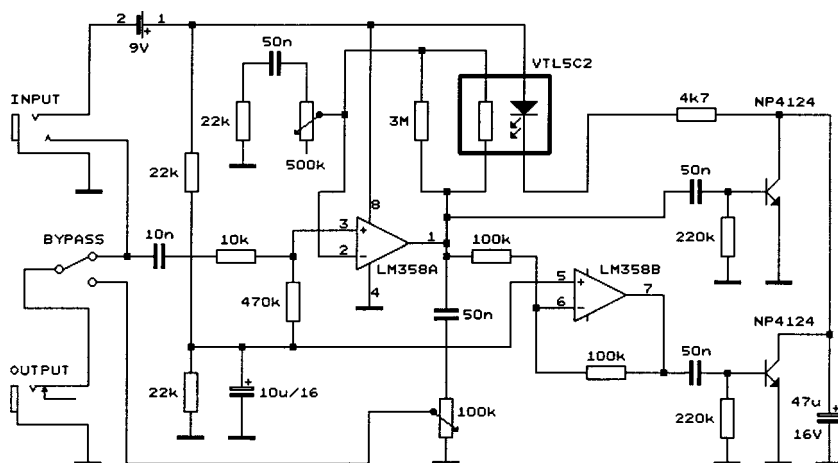 2 1
9V
50n
VTL5C2
INPUT
22k
500k
3M
4k7
NP4124
22k
50n
BYPASS
10n
10k
3
2
8
1
4
LM358A
100k
220k
470k
5
6
7
LM358B
50n
NP4124
OUTPUT
22k
10u/16
100k
100k
50n
220k
47u
16V